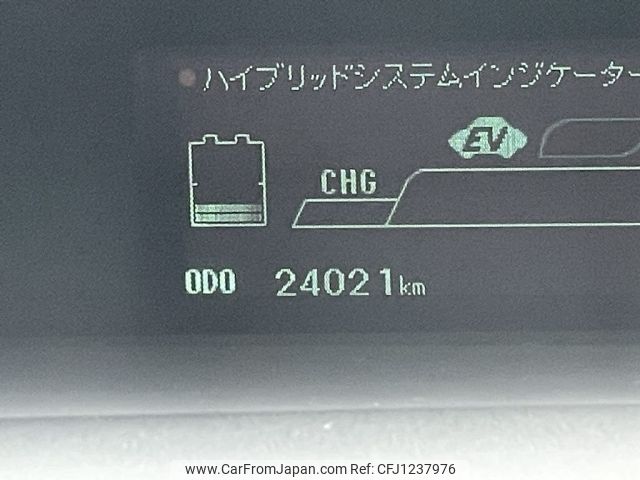 ハイブリッドシステムインジケーター
EV
CHG
ODO 24021km
www.CarFromJapan.com - CFJ1237976